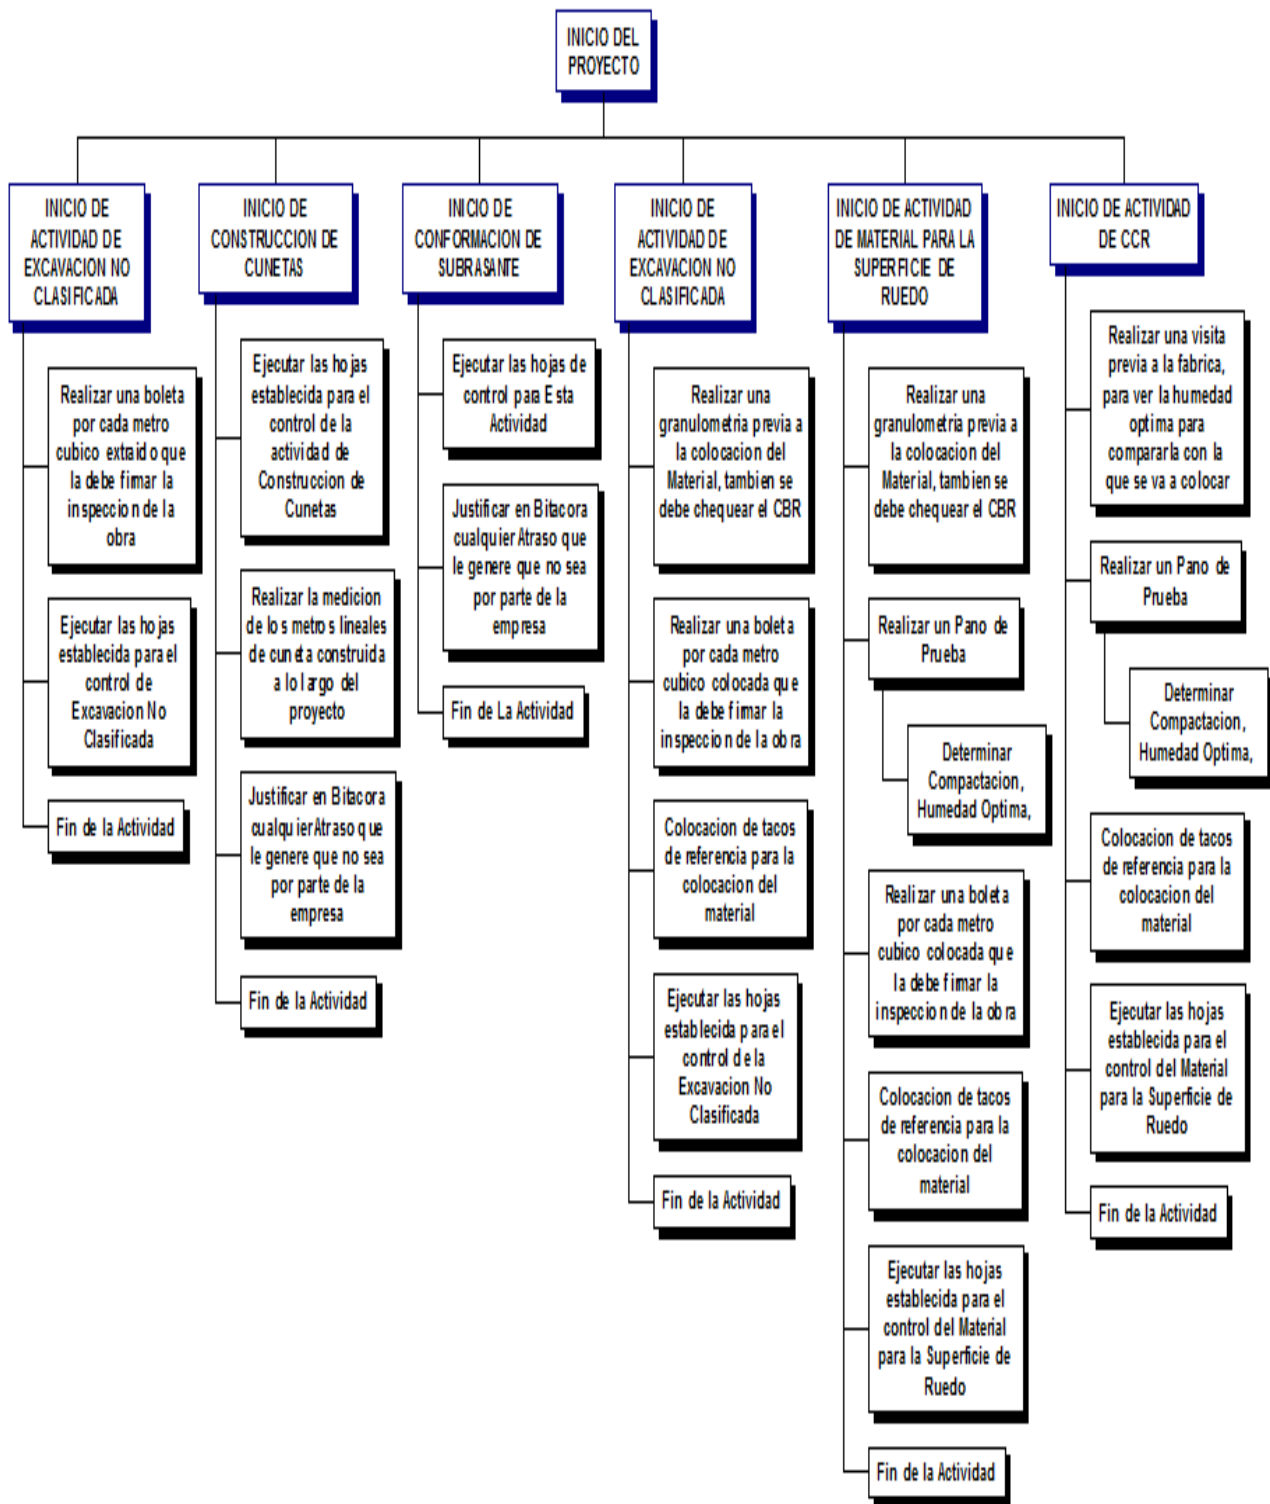 INICIO DEL
PROYECTO
INICIO DE
ACTIVIDAD DE
EXCAVACION NO
CLASIFICADA
Realizar una boleta
por cada metro
cubico extraido que
la debe firmar la
inspeccion de la
obra
Ejecutar las hojas
establecida para el
control de
Excavacion No
Clasificada
Fin de la Actividad
INICIO DE
CONSTRUCCION DE
CUNETAS
Ejecutar las hojas
establecida para el
control de la
actividad de
Construccion de
Cunetas
Realizar la medicion
de los metros lineales
de cuneta construida
a lo largo del
proyecto
Justificar en Bitacora
cualquier Atraso que
le genere que no sea
por parte de la
empresa
Fin de la Actividad
INICIO DE
CONFORMACION DE
SUBRASANTE
Ejecutar las hojas de
control para Esta
Actividad
Justificar en Bitacora
cualquier Atraso que
le genere que no sea
por parte de la
empresa
Fin de La Actividad
INICIO DE
ACTIVIDAD DE
EXCAVACION NO
CLASIFICADA
Realizar una
granulometria previa a
la colocacion del
Material, tambien se
debe chequear el CBR
Realizar una boleta
por cada metro
cubico colocada que
la debe firmar la
inspeccion de la obra
Colocacion de tacos
de referencia para la
colocacion del
material
Ejecutar las hojas
establecida para el
control de la
Excavacion No
Clasificada
Fin de la Actividad
INICIO DE ACTIVIDAD
DE MATERIAL PARA LA
SUPERFICIE DE
RUEDO
Realizar una
granulometria previa a
la colocacion del
Material, tambien se
debe chequear el CBR
Realizar un Pano de
Prueba
Determinar
Compactacion,
Humedad Optima,
Realizar una boleta
por cada metro
cubico colocada que
la debe firmar la
inspeccion de la obra
Colocacion de tacos
de referencia para la
colocacion del
material
Ejecutar las hojas
establecida para el
control del Material
para la Superficie de
Ruedo
Fin de la Actividad
INICIO DE ACTIVIDAD
DE CCR
Realizar una visita
previa a la fabrica,
para ver la humedad
optima para
compararla con la
que se va a colocar
Realizar un Pano de
Prueba
Determinar
Compactacion,
Humedad Optima,
Colocacion de tacos
de referencia para la
colocacion del
material
Ejecutar las hojas
establecida para el
control del Material
para la Superficie de
Ruedo
Fin de la Actividad